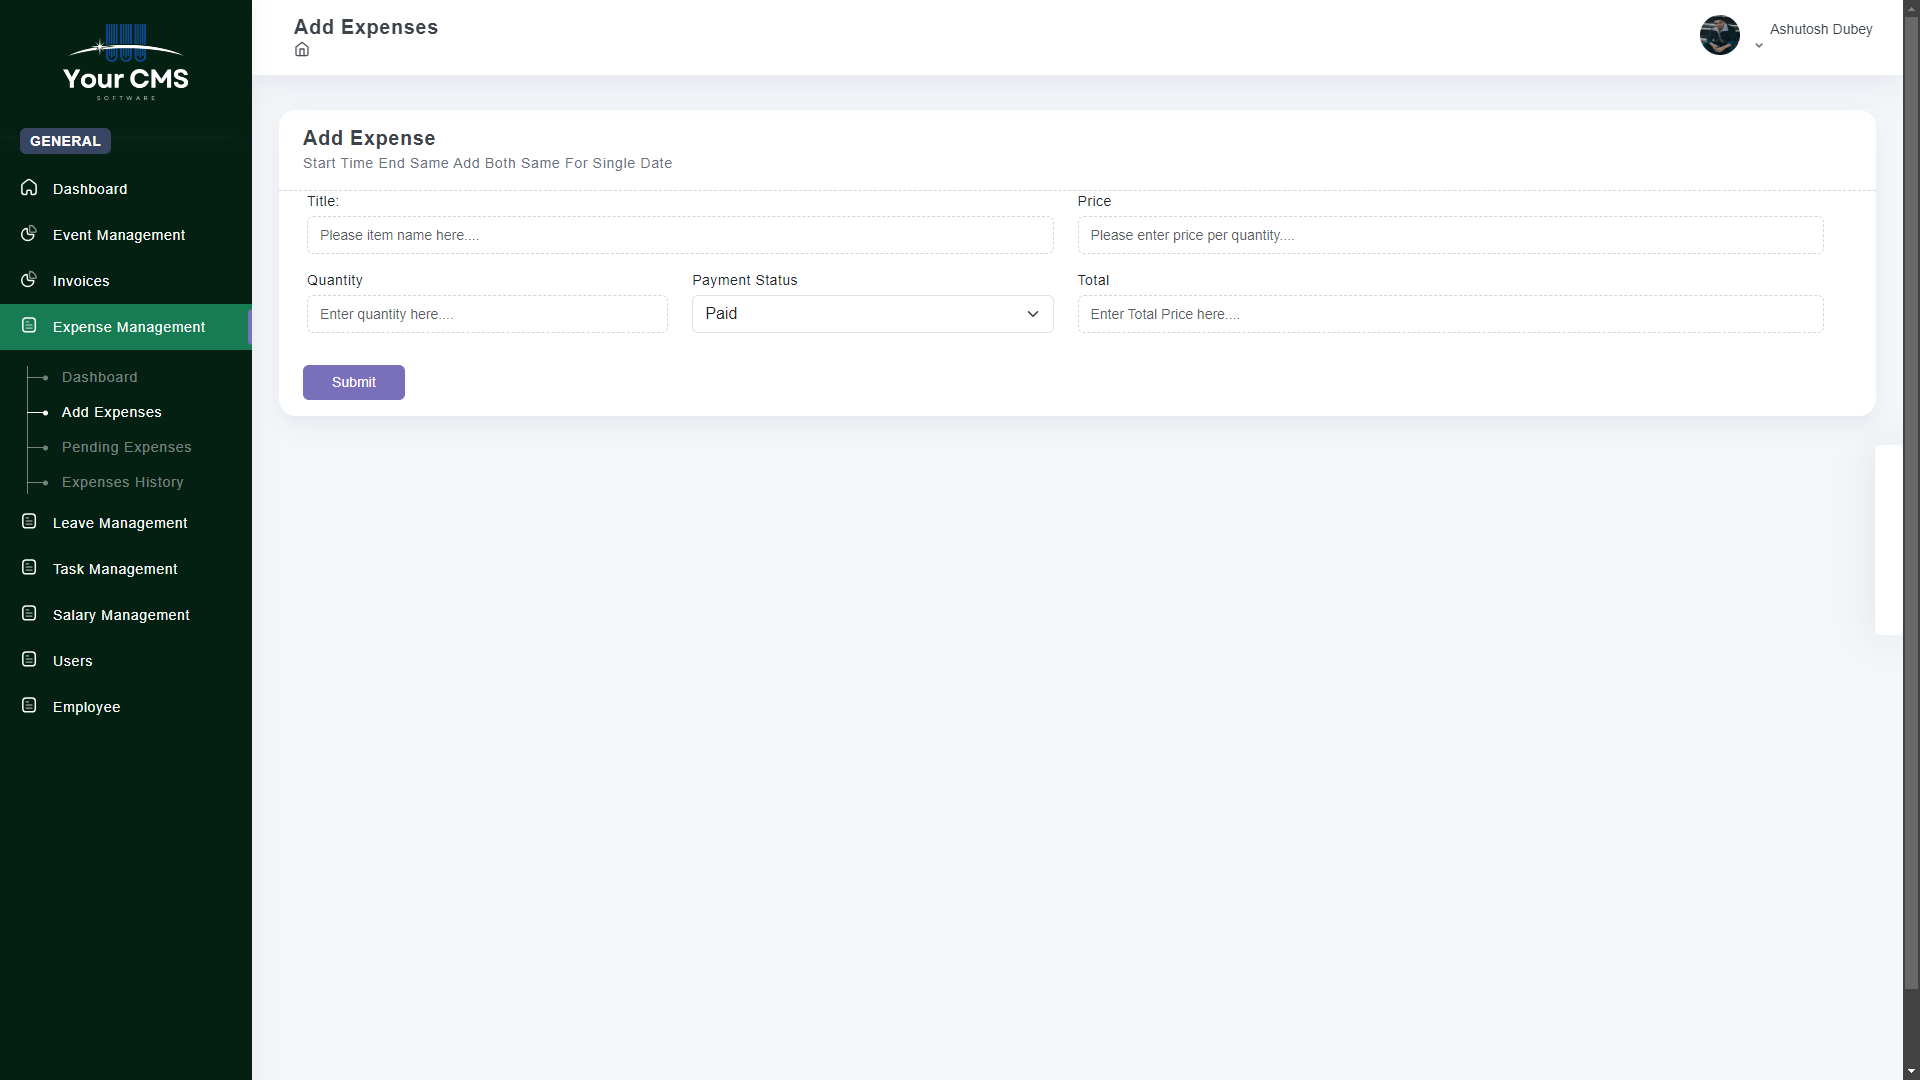 Your CMS
SOFTWARE
GENERAL
Dashboard
Event Management
Invoices
Expense Management
Dashboard
Add Expenses
Pending Expenses
Expenses History
Leave Management
Task Management
Salary Management
Users
Employee
Add Expenses
Ashutosh Dubey
Add Expense
Start Time End Same Add Both Same For Single Date
Title:
Price
Please item name here....
Please enter price per quantity....
Quantity
Payment Status
Total
Enter quantity here....
Paid
Enter Total Price here....
Submit